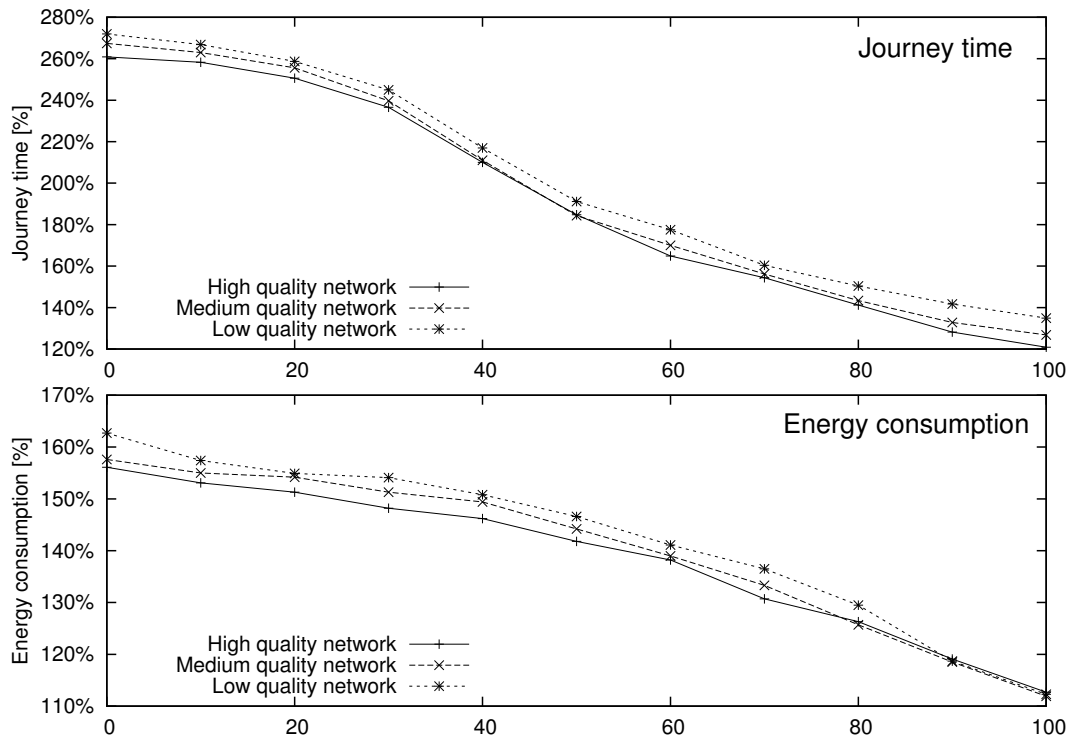 280%
Journey time
260%
240%
220%
200%
180%
160%
140%
120%
Journey time [%]
High quality network
Medium quality network
Low quality network
0 20 40 60 80 100
170%
Energy consumption
160%
150%
140%
130%
120%
110%
Energy consumption [%]
High quality network
Medium quality network
Low quality network
0 20 40 60 80 100